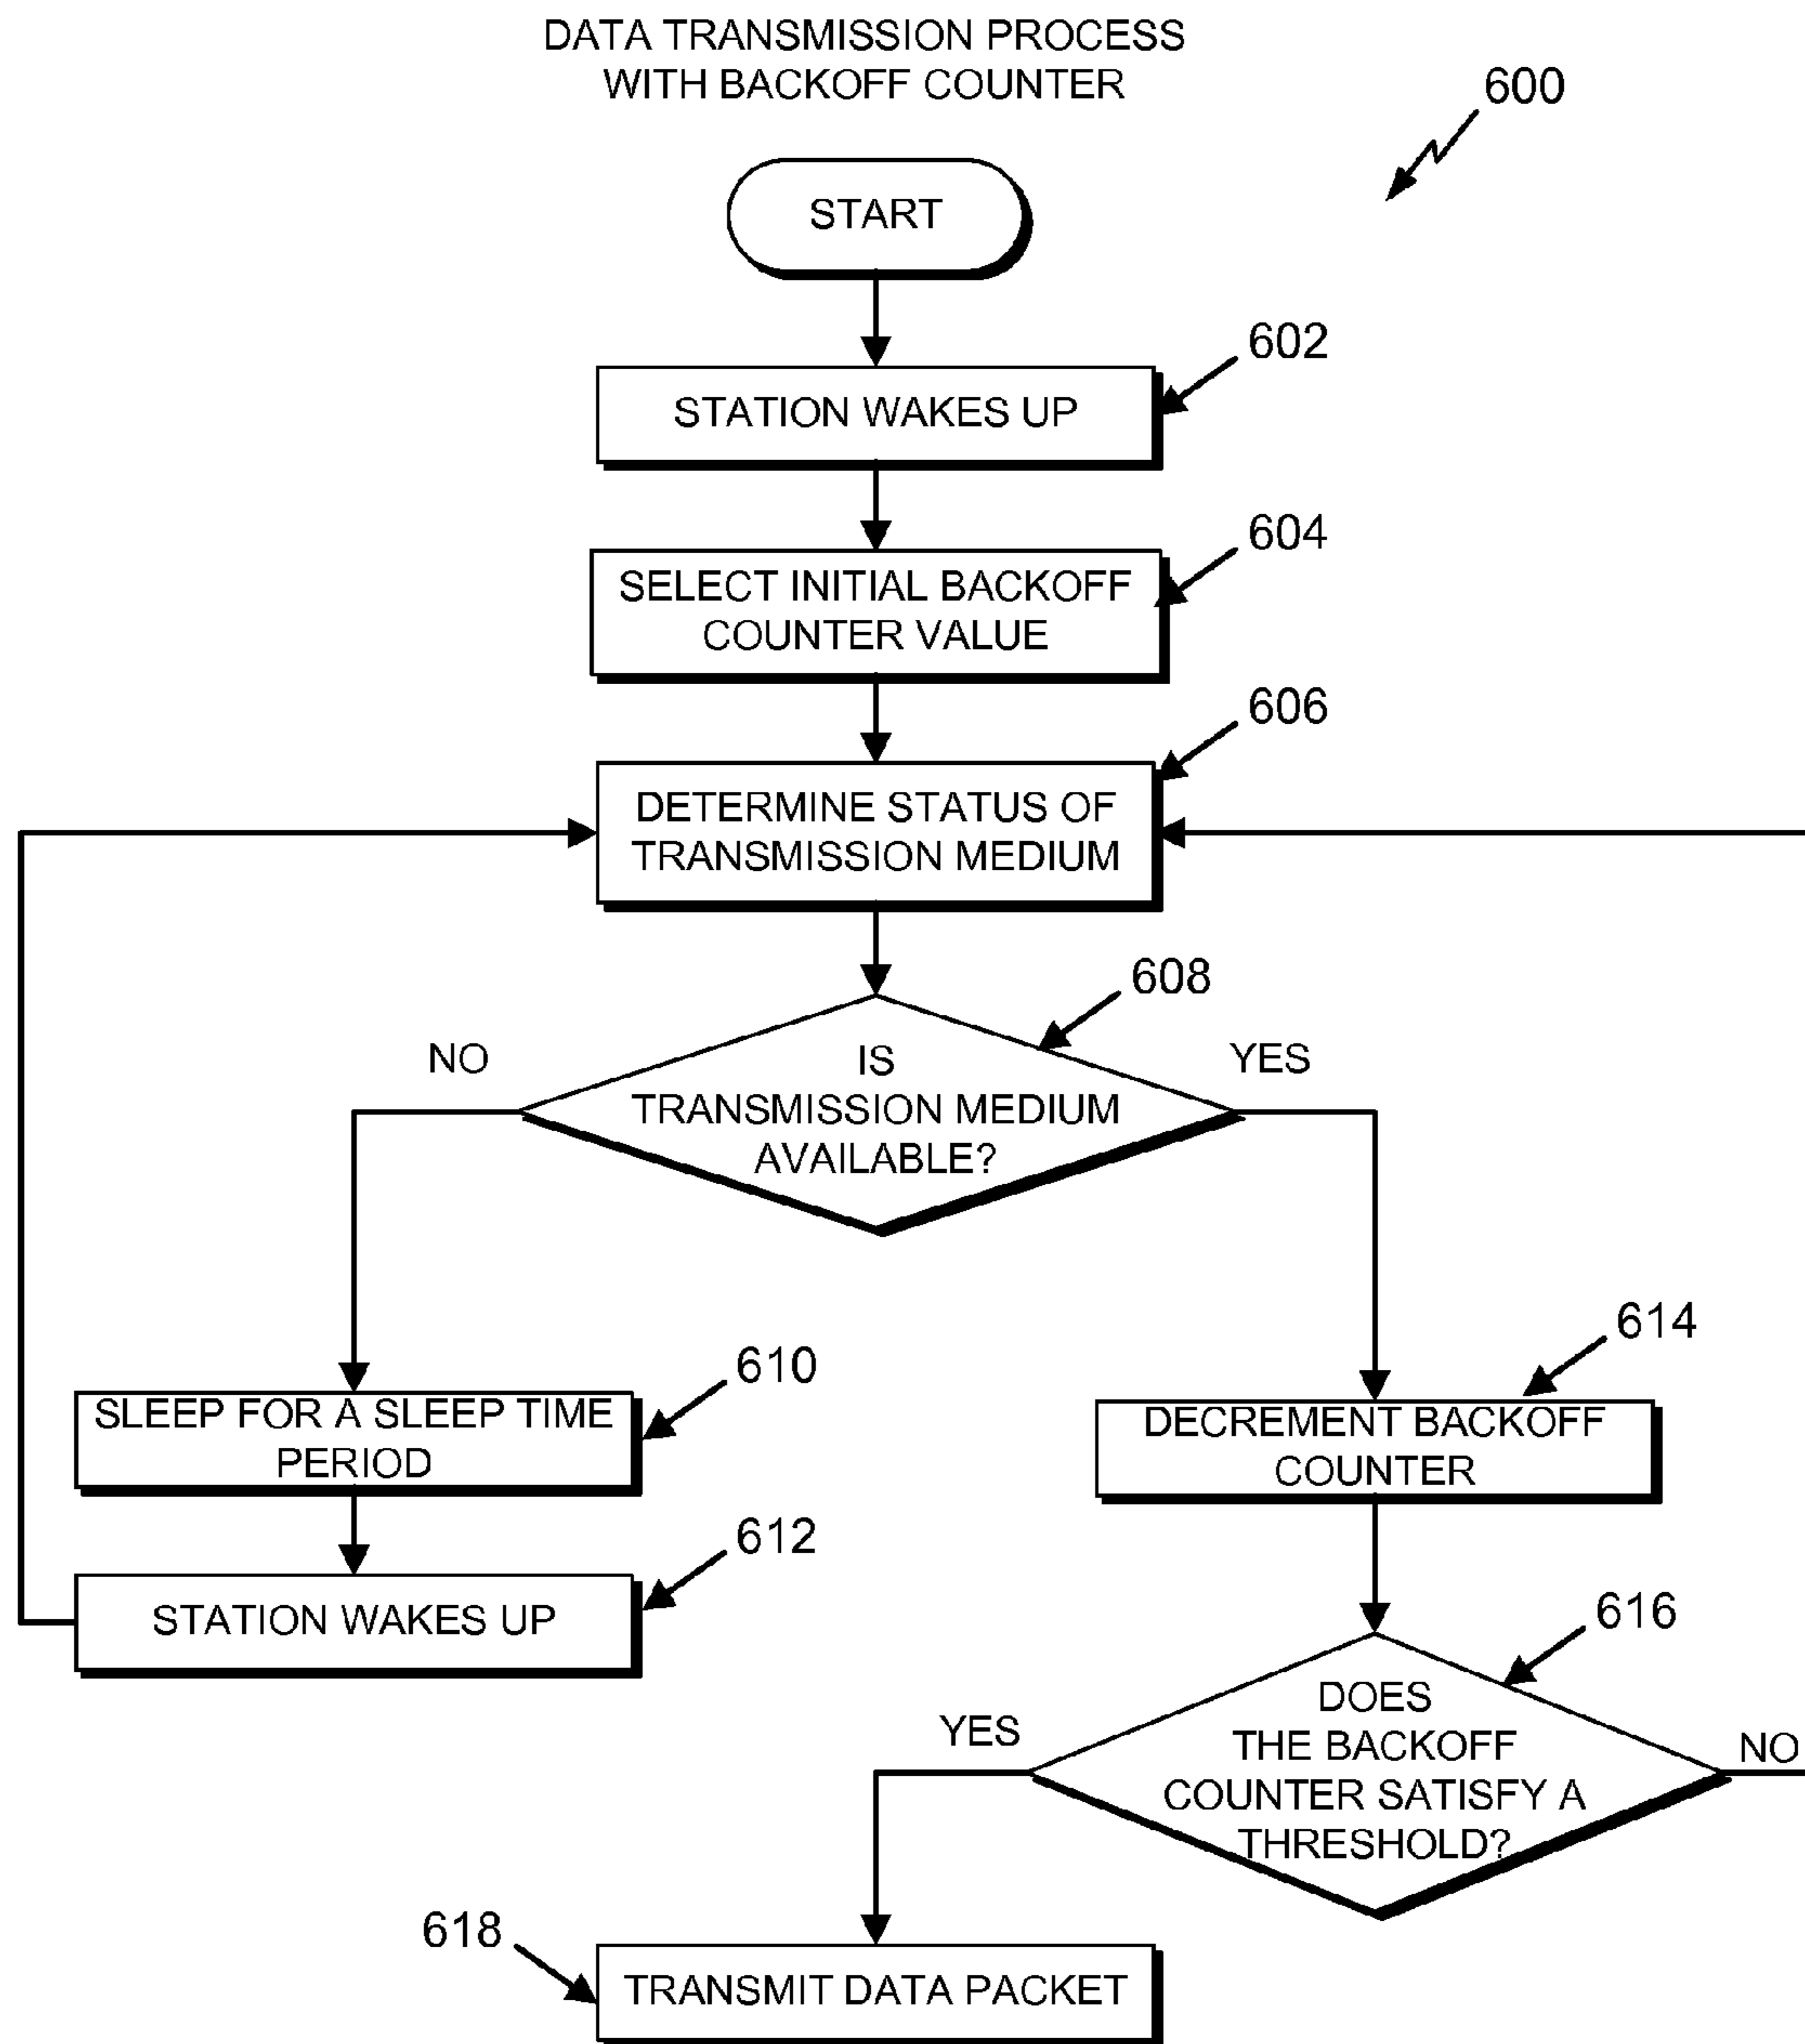 DATA TRANSMISSION PROCESS
WITH BACKOFF COUNTER
600
START
602
STATION WAKES UP
604
SELECT INITIAL BACKOFF
COUNTER VALUE
606
DETERMINE STATUS OF
TRANSMISSION MEDIUM
608
NO
YES
IS
TRANSMISSION MEDIUM
AVAILABLE?
610
SLEEP FOR A SLEEP TIME
PERIOD
612
STATION WAKES UP
614
DECREMENT BACKOFF
COUNTER
616
YES
NO
DOES
THE BACKOFF
COUNTER SATISFY A
THRESHOLD?
618
TRANSMIT DATA PACKET